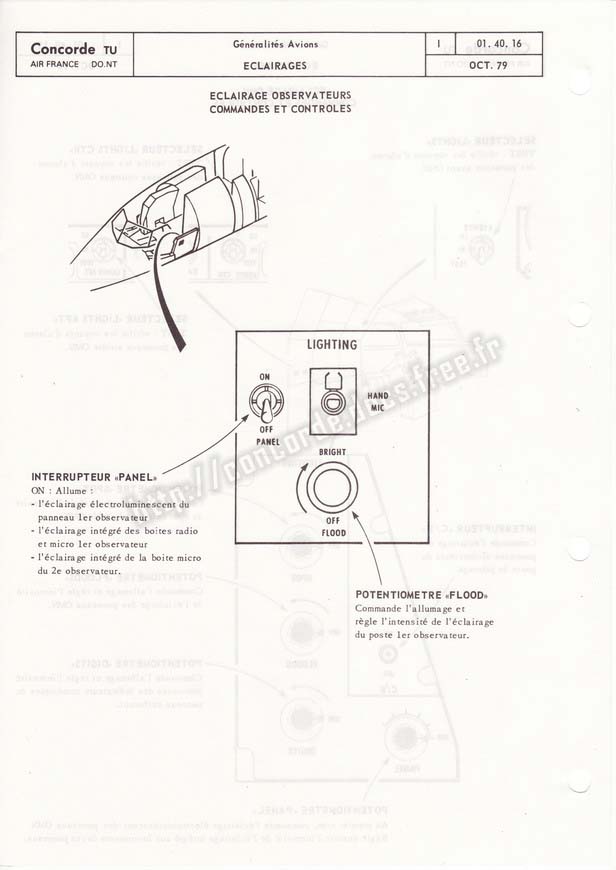 Concorde TU
AIR FRANCE DO.NT
Généralités Avions
ECLAIRAGES
I
01. 40. 16
OCT. 79
ECLAIRAGE OBSERVATEURS
COMMANDES ET CONTROLES
LIGHTING
ON
OFF
PANEL
HAND
MIC
BRIGHT
OFF
FLOOD
INTERRUPTEUR «PANEL»
ON : Allume :
- l'éclairage électroluminescent du
panneau 1er observateur
- l'éclairage intégré des boites radio
et micro 1er observateur
- l'éclairage intégré de la boite micro
du 2e observateur.
POTENTIOMETRE «FLOOD»
Commande l'allumage et
règle l'intensité de l'éclairage
du poste 1er observateur.
http://concorde.docs.free.fr